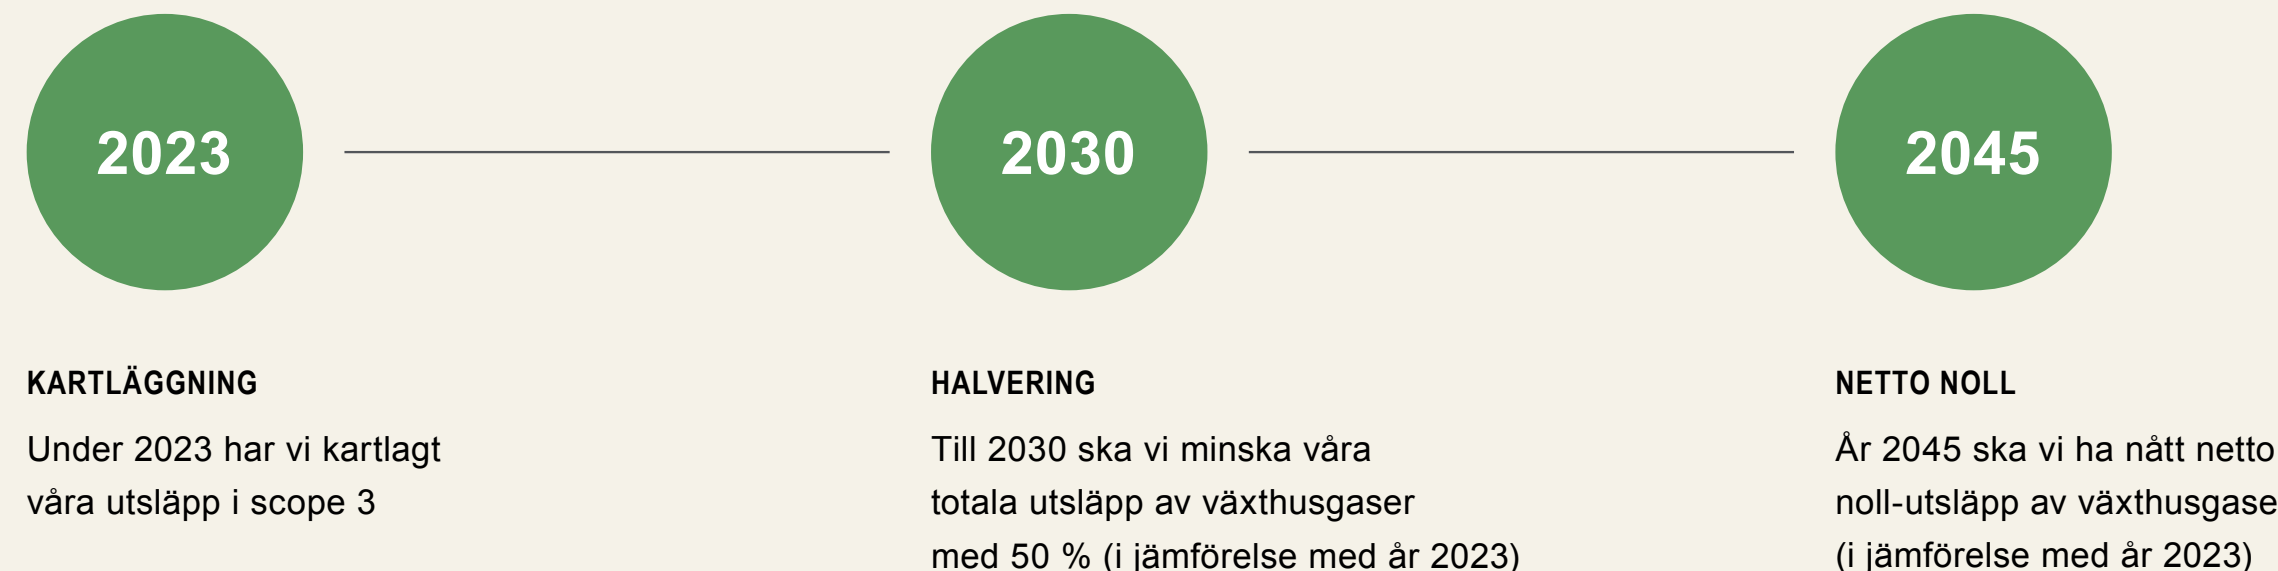 2023
2030
2045
KARTLÄGGNING
Under 2023 har vi kartlagt
våra utsläpp i scope 3
HALVERING
Till 2030 ska vi minska våra
totala utsläpp av växthusgaser
med 50 % (i jämförelse med år 2023)
NETTO NOLL
År 2045 ska vi ha nått netto
noll-utsläpp av växthusgase
(i jämförelse med år 2023)